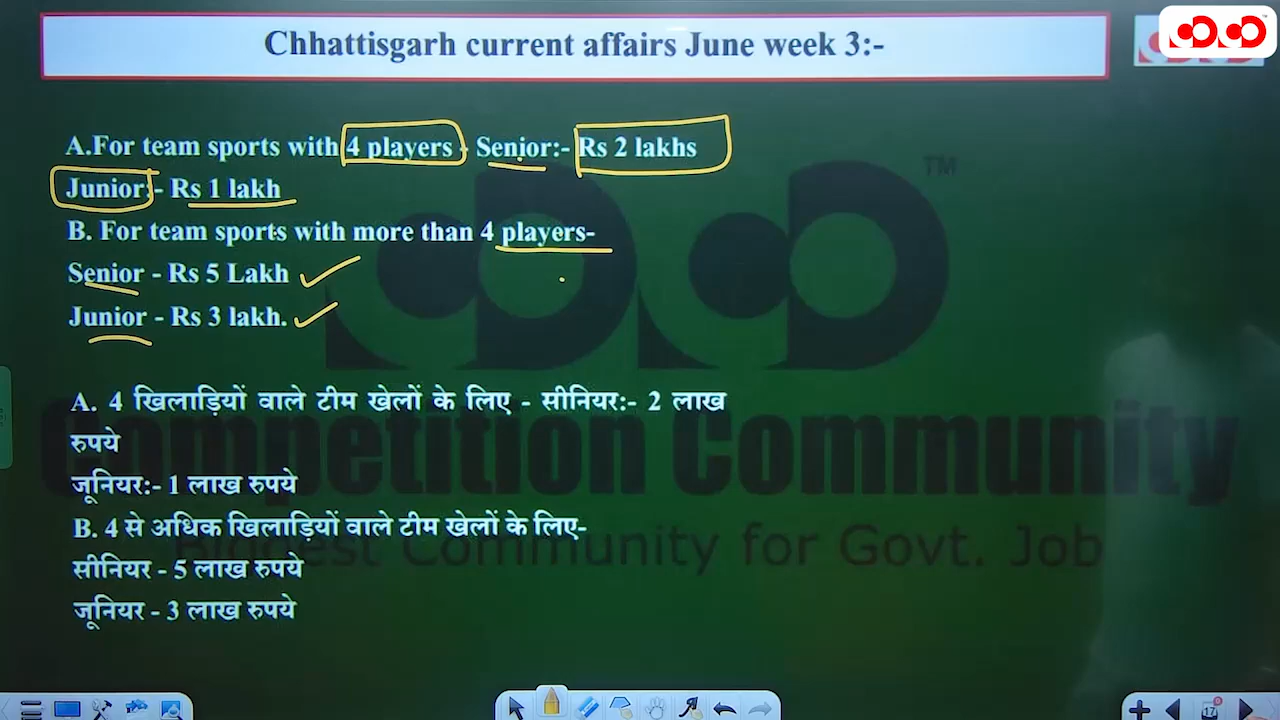 Chhattisgarh current affairs June week 3:-
A.For team sports with 4 players - Senior:- Rs 2 lakhs
Junior:- Rs 1 lakh
B. For team sports with more than 4 players-
Senior - Rs 5 Lakh
Junior - Rs 3 lakh.
A. 4 खिलाड़ियों वाले टीम खेलों के लिए - सीनियर:- 2 लाख
रुपये
जूनियर:- 1 लाख रुपये
B. 4 से अधिक खिलाड़ियों वाले टीम खेलों के लिए-
सीनियर - 5 लाख रुपये
जूनियर - 3 लाख रुपये
TM
Competition Community
Biggest Community for Govt. Job
17